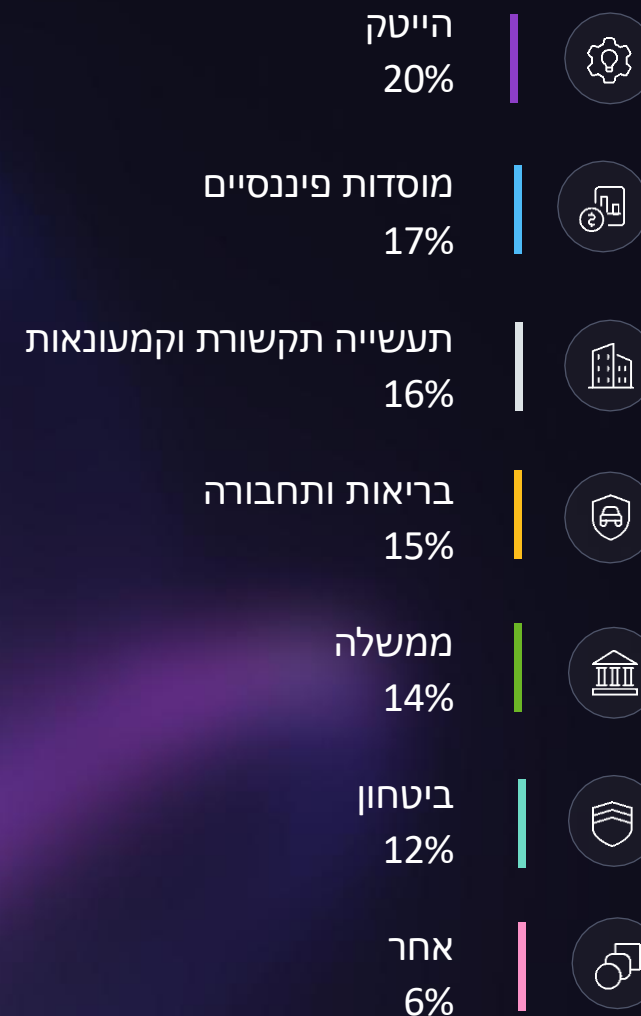 הייטק
20%
מוסדות פיננסיים
17%
תעשייה תקשורת וקמעונאות
16%
בריאות ותחבורה
15%
ממשלה
14%
ביטחון
12%
אחר
6%